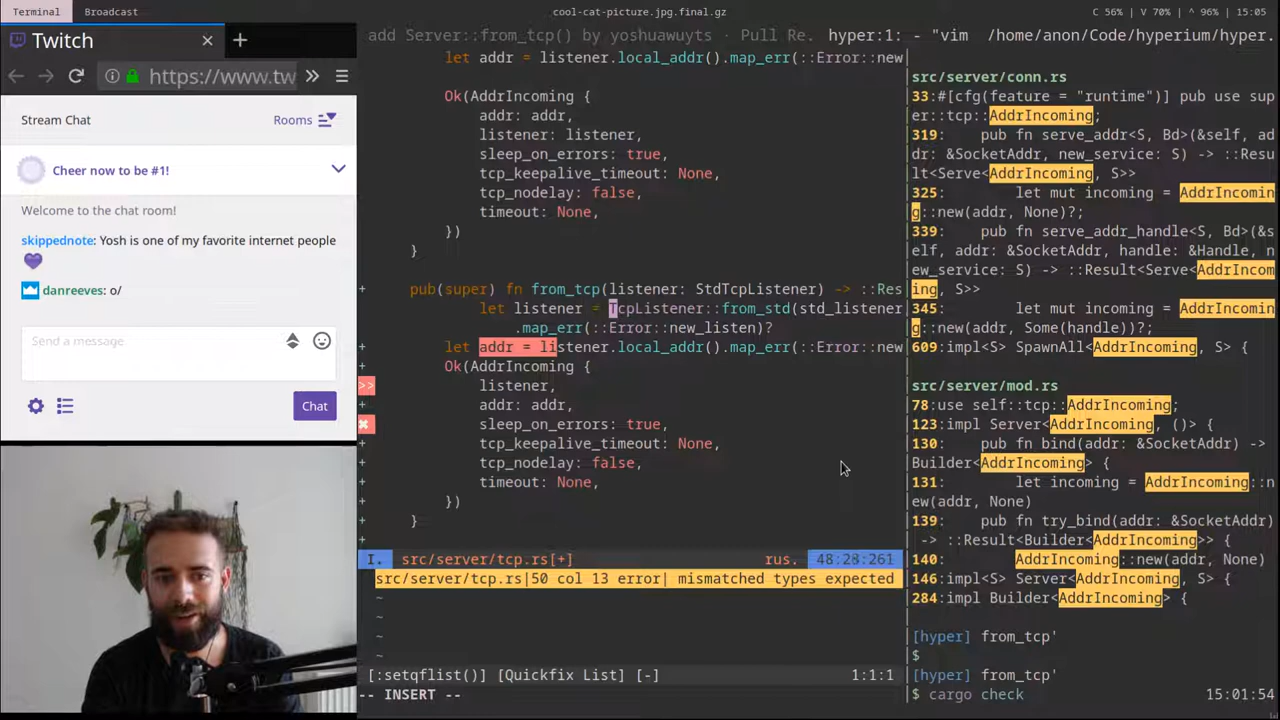 Terminal Broadcast
cool-cat-picture.jpg.final.gz
C 56% | V 70% | ^ 96% | 15:05
Twitch
https://www.tw
Stream Chat
Rooms
Cheer now to be #1!
Welcome to the chat room!
skippednote: Yosh is one of my favorite internet people
danreeves: o/
Send a message
Chat
add Server::from_tcp() by yoshuawuyts · Pull Re.
let addr = listener.local_addr().map_err(::Error::new
Ok(AddrIncoming {
addr: addr,
listener: listener,
sleep_on_errors: true,
tcp_keepalive_timeout: None,
tcp_nodelay: false,
timeout: None,
})
}
+ pub(super) fn from_tcp(listener: StdTcpListener) -> ::Res
let listener = TcpListener::from_std(std_listener
.map_err(::Error::new_listen)?
+ let addr = listener.local_addr().map_err(::Error::new
+ Ok(AddrIncoming {
>> listener,
+ addr: addr,
✖ sleep_on_errors: true,
+ tcp_keepalive_timeout: None,
+ tcp_nodelay: false,
+ timeout: None,
+ })
+ }
+
I. src/server/tcp.rs[+] rus. 48:23:261
src/server/tcp.rs|50 col 13 error| mismatched types expected
~
~
~
~
[:setqflist()] [Quickfix List] [-] 1:1:1
-- INSERT --
hyper:1: - "vim /home/anon/Code/hyperium/hyper.
src/server/conn.rs
33:#[cfg(feature = "runtime")] pub use sup
er::tcp::AddrIncoming;
319: pub fn serve_addr<S, Bd>(&self, ad
dr: &SocketAddr, new_service: S) -> ::Resu
lt<Serve<AddrIncoming, S>>
325: let mut incoming = AddrIncomin
g::new(addr, None)?;
339: pub fn serve_addr_handle<S, Bd>(&s
elf, addr: &SocketAddr, handle: &Handle, n
ew_service: S) -> ::Result<Serve<AddrIncom
ing, S>>
345: let mut incoming = AddrIncomin
g::new(addr, Some(handle))?;
609:impl<S> SpawnAll<AddrIncoming, S> {
src/server/mod.rs
78:use self::tcp::AddrIncoming;
123:impl Server<AddrIncoming, ()> {
130: pub fn bind(addr: &SocketAddr) ->
Builder<AddrIncoming> {
131: let incoming = AddrIncoming::n
ew(addr, None)
139: pub fn try_bind(addr: &SocketAddr)
-> ::Result<Builder<AddrIncoming>> {
140: AddrIncoming::new(addr, None)
146:impl<S> Server<AddrIncoming, S> {
284:impl Builder<AddrIncoming> {
[hyper] from_tcp'
$
[hyper] from_tcp'
$ cargo check 15:01:54